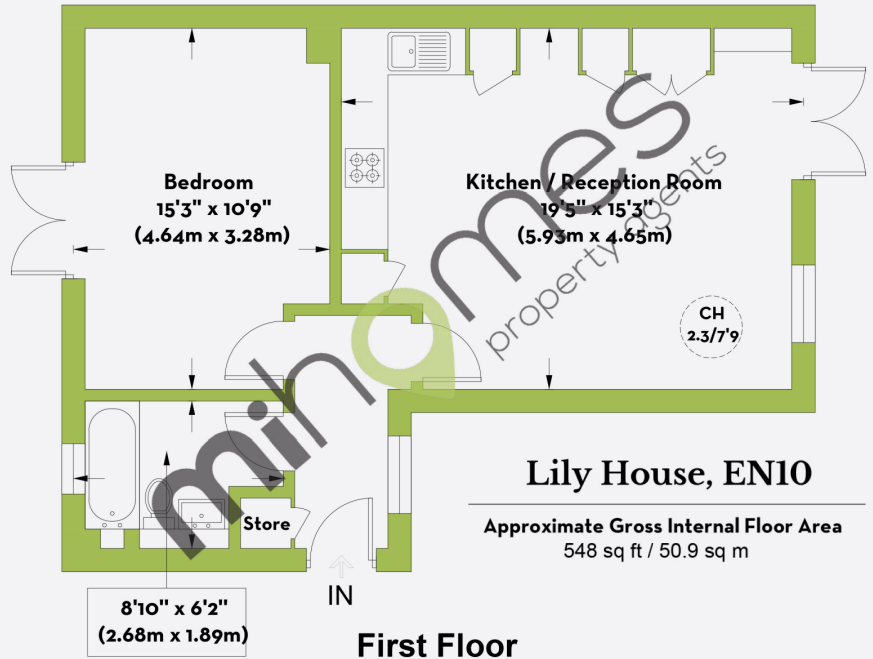 Bedroom
15'3" x 10'9"
(4.64m x 3.28m)
Kitchen / Reception Room
19'5" x 15'3"
(5.93m x 4.65m)
CH
2.3/7'9
mihomes
property agents
Lily House, EN10
Approximate Gross Internal Floor Area
548 sq ft / 50.9 sq m
Store
IN
8'10" x 6'2"
(2.68m x 1.89m)
First Floor